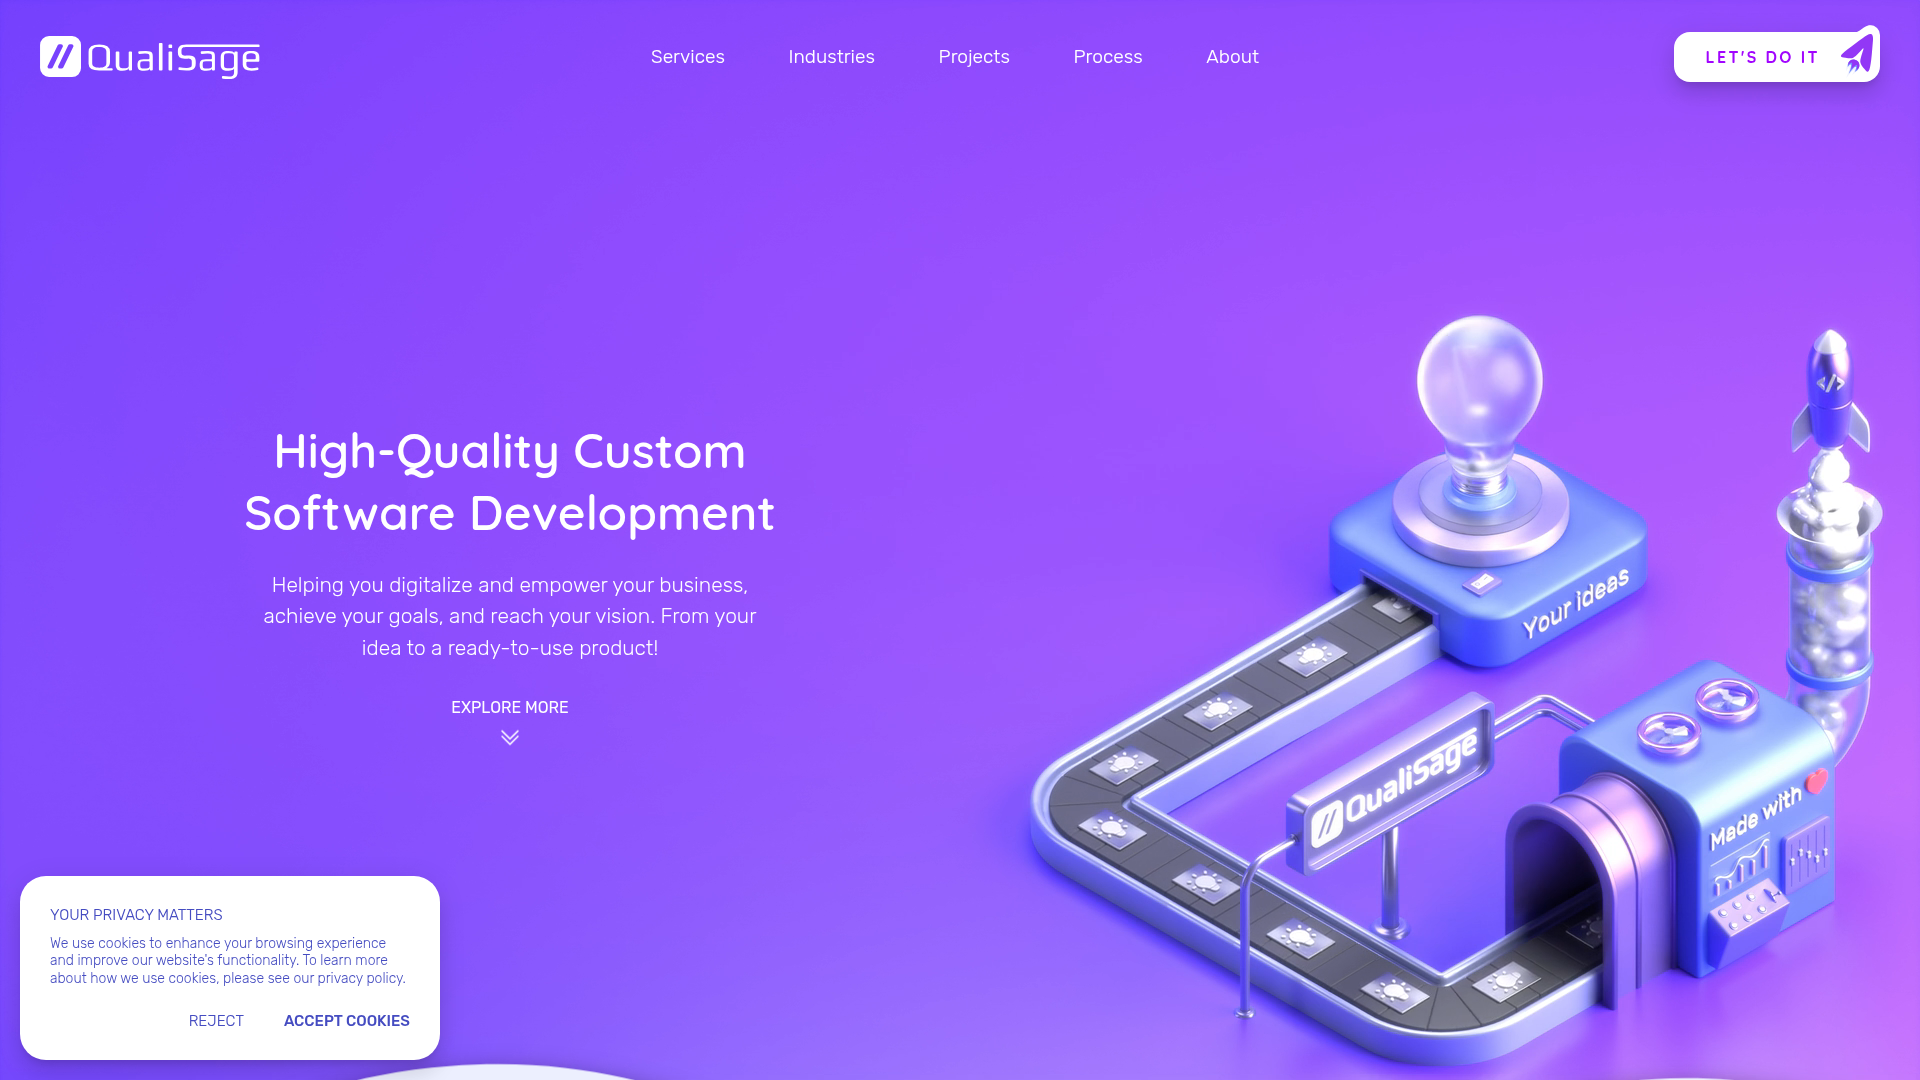 QualiSage
Services
Industries
Projects
Process
About
LET'S DO IT
High-Quality Custom
Software Development
Helping you digitalize and empower your business,
achieve your goals, and reach your vision. From your
idea to a ready-to-use product!
EXPLORE MORE
</>
Your ideas
QualiSage
Made with
YOUR PRIVACY MATTERS
We use cookies to enhance your browsing experience
and improve our website's functionality. To learn more
about how we use cookies, please see our privacy policy.
REJECT
ACCEPT COOKIES